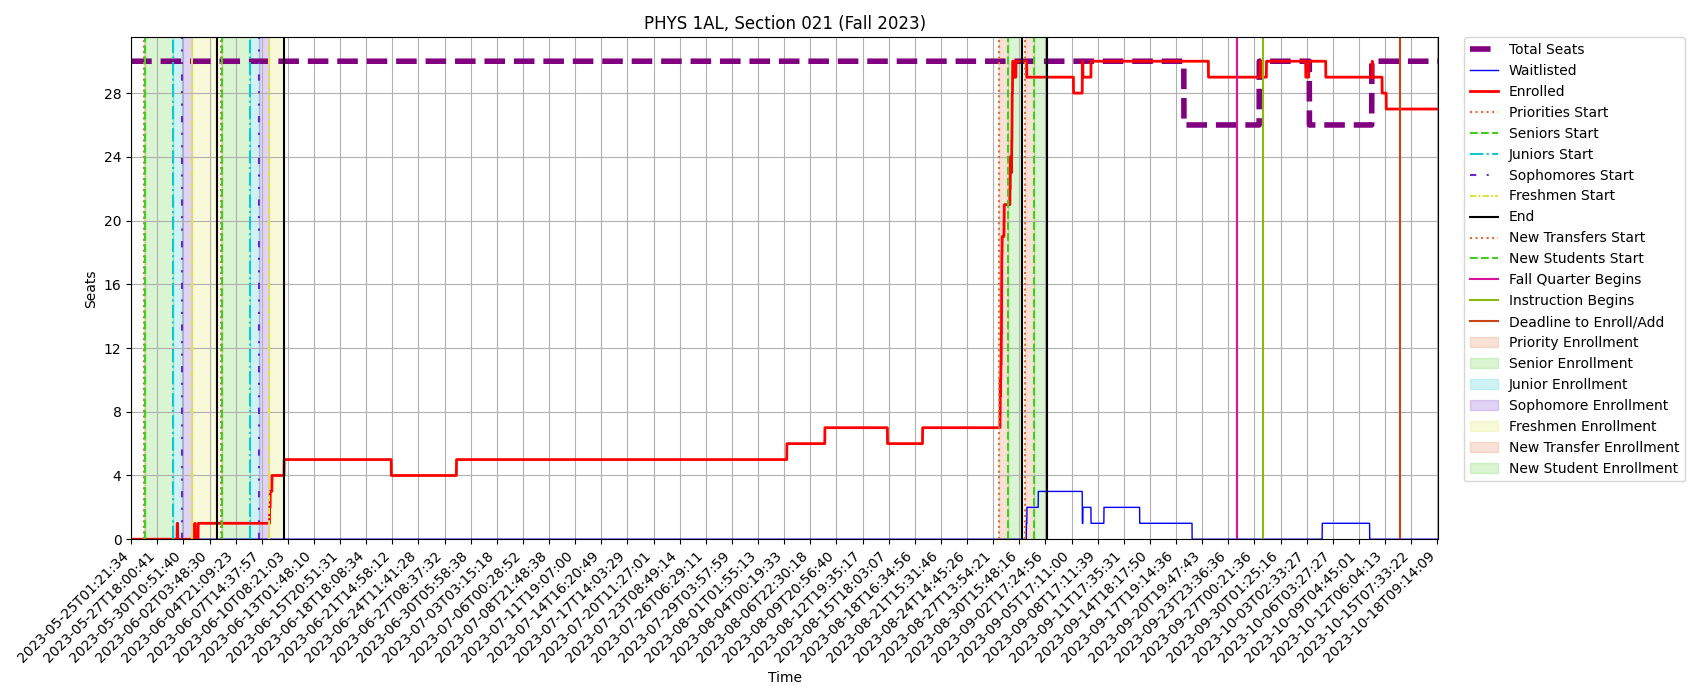 PHYS 1AL, Section 021 (Fall 2023)
Seats
28
24
20
16
12
8
4
0
2023-05-25T01:21:34
2023-05-27T18:00:41
2023-05-30T10:51:40
2023-06-02T03:48:30
2023-06-04T21:09:23
2023-06-07T14:37:57
2023-06-10T08:21:03
2023-06-13T01:48:10
2023-06-15T20:51:31
2023-06-18T18:08:34
2023-06-21T14:58:12
2023-06-24T11:41:28
2023-06-27T08:37:32
2023-06-30T05:58:38
2023-07-03T03:15:18
2023-07-06T00:28:52
2023-07-08T21:48:38
2023-07-11T19:07:00
2023-07-14T16:20:49
2023-07-17T14:03:29
2023-07-20T11:27:01
2023-07-23T08:49:14
2023-07-26T06:29:11
2023-07-29T03:57:59
2023-08-01T01:55:13
2023-08-04T00:19:33
2023-08-06T22:30:18
2023-08-09T20:56:40
2023-08-12T19:35:17
2023-08-15T18:03:07
2023-08-18T16:34:56
2023-08-21T15:31:46
2023-08-24T14:45:26
2023-08-27T13:54:21
2023-08-30T15:48:16
2023-09-02T17:24:56
2023-09-05T17:11:00
2023-09-08T17:11:39
2023-09-11T17:35:31
2023-09-14T18:17:50
2023-09-17T19:14:36
2023-09-20T19:47:43
2023-09-23T23:36:36
2023-09-27T00:21:36
2023-09-30T01:25:16
2023-10-03T02:33:27
2023-10-06T03:27:27
2023-10-09T04:45:01
2023-10-12T06:04:13
2023-10-15T07:33:22
2023-10-18T09:14:09
Time
Total Seats
Waitlisted
Enrolled
Priorities Start
Seniors Start
Juniors Start
Sophomores Start
Freshmen Start
End
New Transfers Start
New Students Start
Fall Quarter Begins
Instruction Begins
Deadline to Enroll/Add
Priority Enrollment
Senior Enrollment
Junior Enrollment
Sophomore Enrollment
Freshmen Enrollment
New Transfer Enrollment
New Student Enrollment